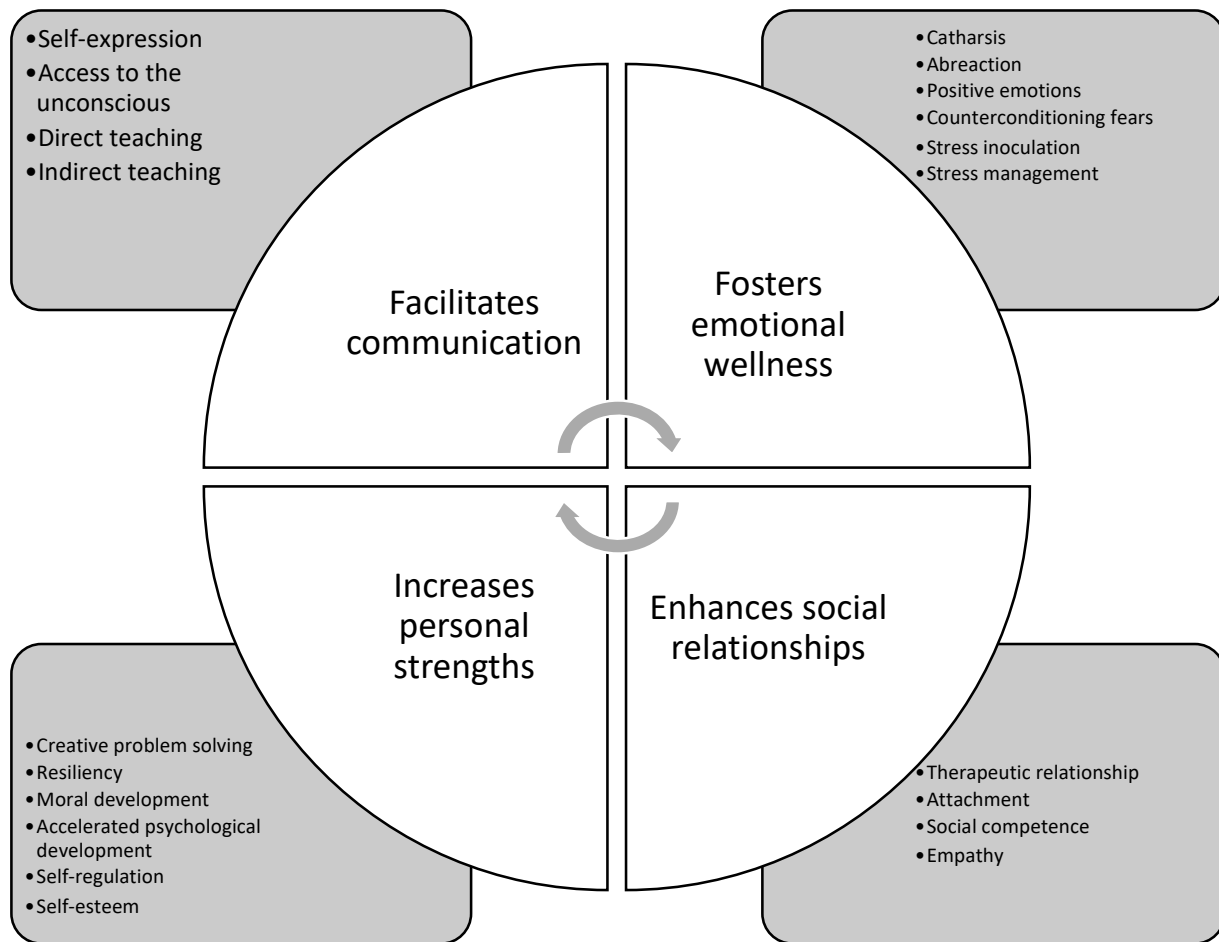 •Self-expression
•Access to the
unconscious
•Direct teaching
•Indirect teaching
•Catharsis
•Abreaction
•Positive emotions
•Counterconditioning fears
•Stress inoculation
•Stress management
Facilitates
communication
Fosters
emotional
wellness
Increases
personal
strengths
Enhances social
relationships
•Creative problem solving
•Resiliency
•Moral development
•Accelerated psychological
development
•Self-regulation
•Self-esteem
•Therapeutic relationship
•Attachment
•Social competence
•Empathy